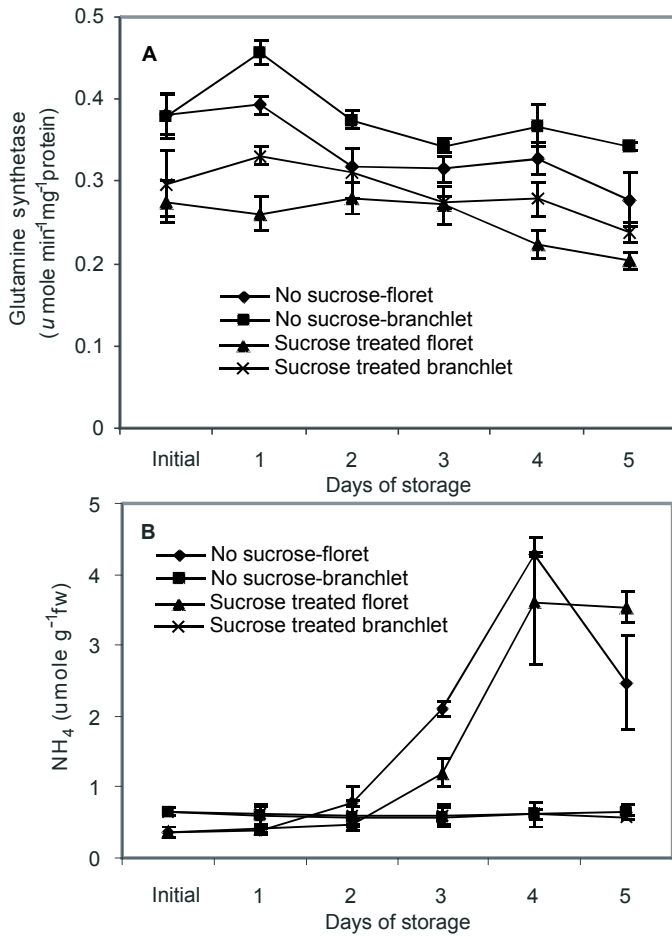 0.5
A
0.4
0.3
0.2
0.1
0
Glutamine synthetase
(umole min-1mg-1protein)
No sucrose-floret
No sucrose-branchlet
Sucrose treated floret
Sucrose treated branchlet
Initial 1 2 3 4 5
Days of storage
5
B
4
3
2
1
0
NH4 (umole g-1fw)
No sucrose-floret
No sucrose-branchlet
Sucrose treated floret
Sucrose treated branchlet
Initial 1 2 3 4 5
Days of storage